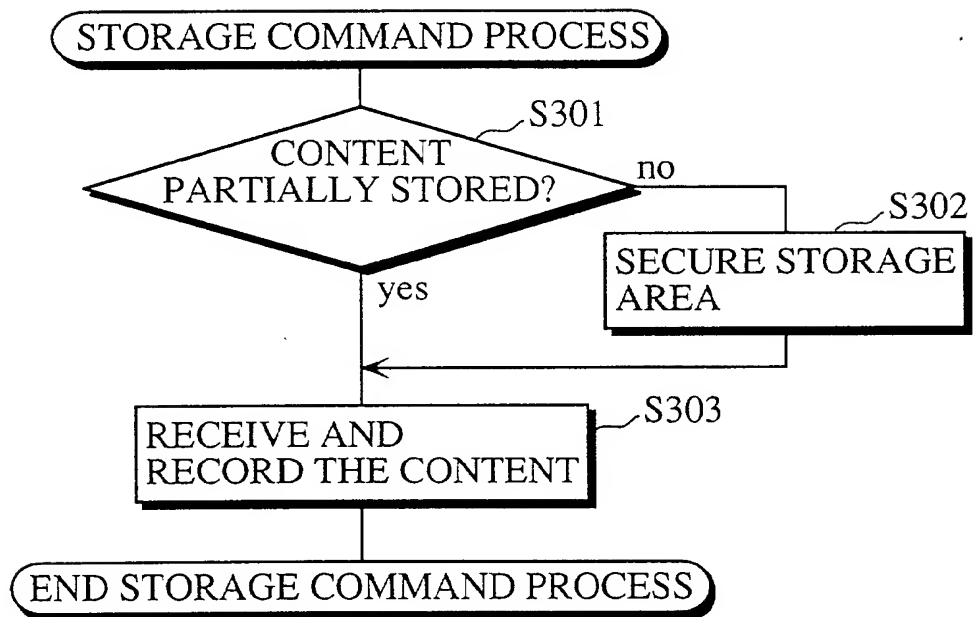 STORAGE COMMAND PROCESS
S301
CONTENT
PARTIALLY STORED?
no
S302
SECURE STORAGE
AREA
yes
S303
RECEIVE AND
RECORD THE CONTENT
END STORAGE COMMAND PROCESS